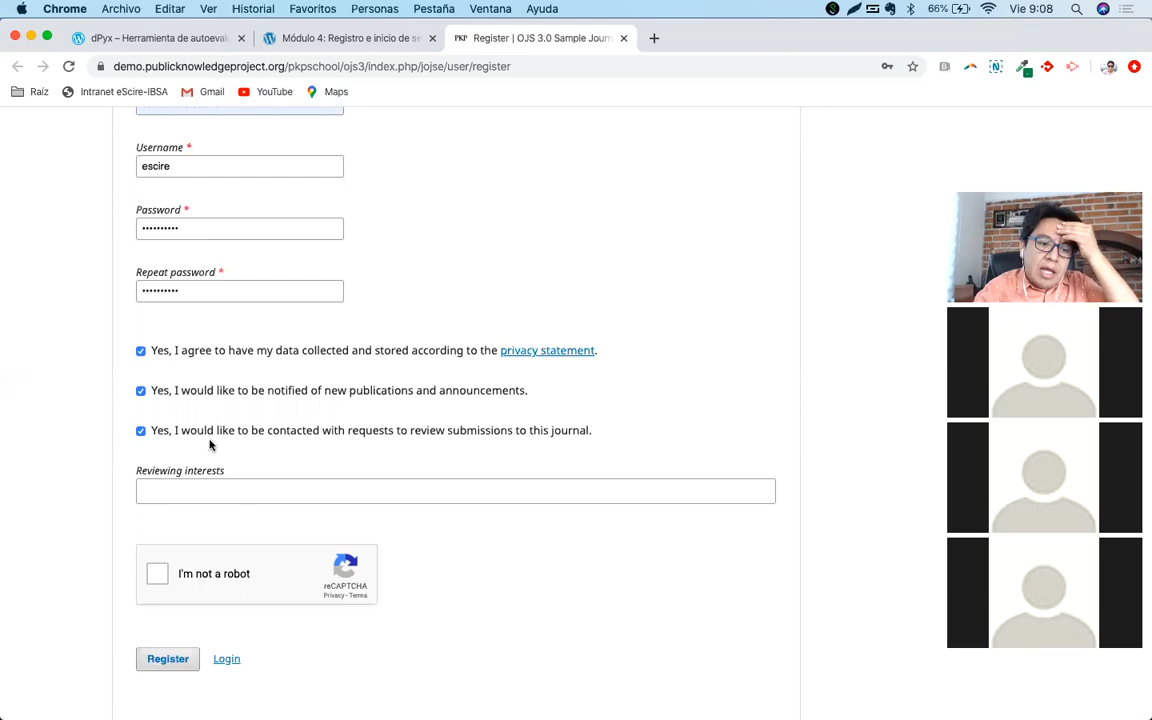 Chrome Archivo Editar Ver Historial Favoritos Personas Pestaña Ventana Ayuda 66% Vie 9:08
dPyx – Herramienta de autoeval
Módulo 4: Registro e inicio de se
PKP Register | OJS 3.0 Sample Journ
demo.publicknowledgeproject.org/pkpschool/ojs3/index.php/jojse/user/register
Raíz Intranet eScire-IBSA Gmail YouTube Maps
Username *
escire
Password *
••••••••••
Repeat password *
••••••••••
Yes, I agree to have my data collected and stored according to the privacy statement.
Yes, I would like to be notified of new publications and announcements.
Yes, I would like to be contacted with requests to review submissions to this journal.
Reviewing interests
I'm not a robot
reCAPTCHA
Privacy - Terms
Register Login